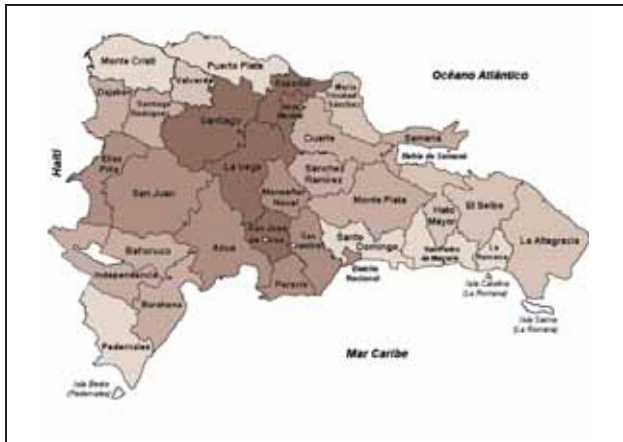 Monte Cristi
Puerto Plata
Océano Atlántico
Valverde
Espaillat
María
Trinidad
Sánchez
Dajabón
Santiago
Rodríguez
Santiago
Duarte
Samaná
Bahía de Samaná
Haití
Elías
Piña
La Vega
Sánchez
Ramírez
San Juan
Monseñor
Nouel
Monte Plata
Hato
Mayor
El Seibo
La Altagracia
San José
de Ocoa
San
Cristóbal
Santo
Domingo
San Pedro
de Macorís
La
Romana
Bahoruco
Azua
Independencia
Peravia
Distrito
Nacional
Isla Catalina
(La Romana)
Barahona
Isla Saona
(La Romana)
Pedernales
Mar Caribe
Isla Beata
(Pedernales)